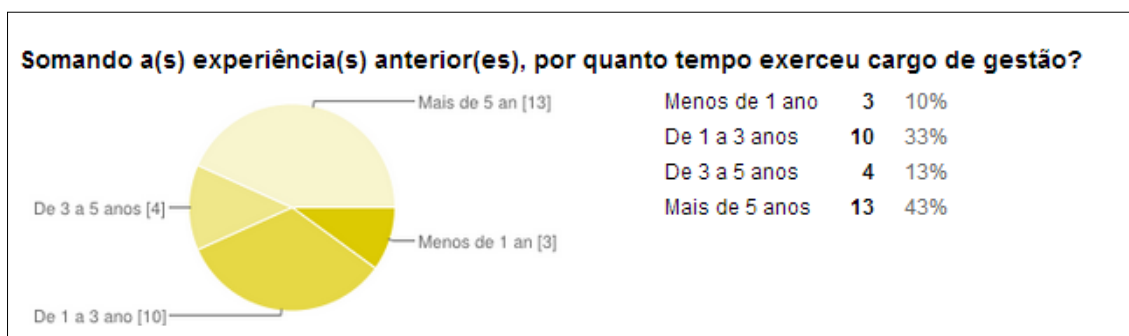 Somando a(s) experiência(s) anterior(es), por quanto tempo exerceu cargo de gestão?
Mais de 5 an [13]
De 3 a 5 anos [4]
Menos de 1 an [3]
De 1 a 3 ano [10]
Menos de 1 ano 3 10%
De 1 a 3 anos 10 33%
De 3 a 5 anos 4 13%
Mais de 5 anos 13 43%